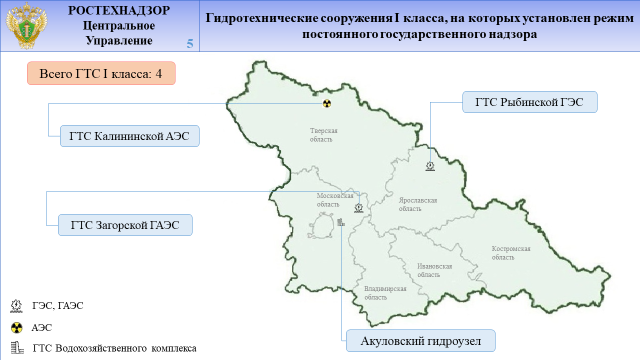 РОСТЕХНАДЗОР
Центральное
Управление
5
Гидротехнические сооружения I класса, на которых установлен режим
постоянного государственного надзора
Всего ГТС I класса: 4
ГТС Рыбинской ГЭС
ГТС Калининской АЭС
Тверская
область
Московская
область
Ярославская
область
ГТС Загорской ГАЭС
Костромская
область
Ивановская
область
Владимирская
область
ГЭС, ГАЭС
АЭС
ГТС Водохозяйственного комплекса
Акуловский гидроузел